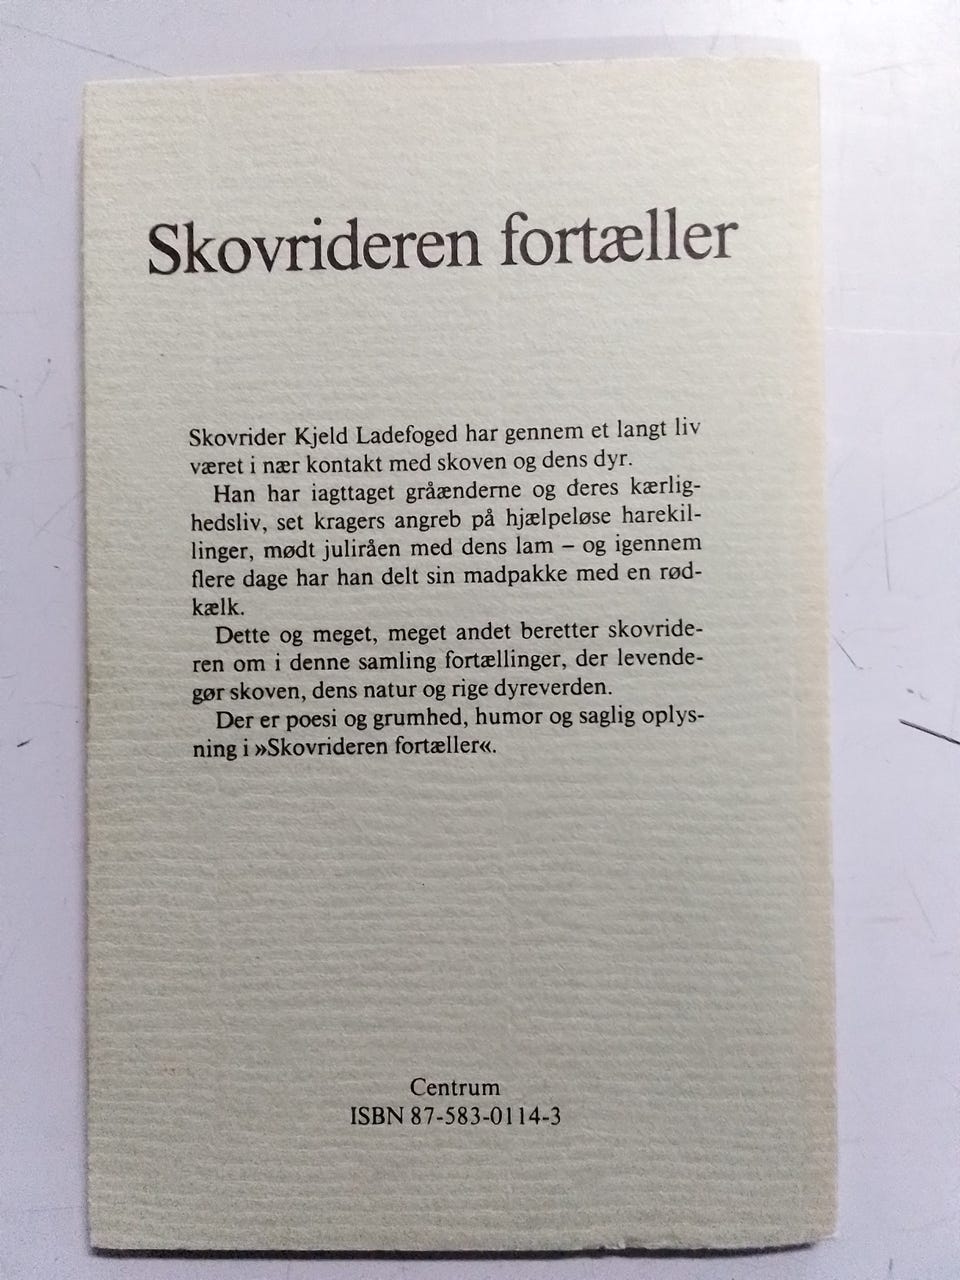 Skovrideren fortæller
Skovrider Kjeld Ladefoged har gennem et langt liv
været i nær kontakt med skoven og dens dyr.
Han har iagttaget gråænderne og deres kærlig-
hedsliv, set kragers angreb på hjælpeløse harekil-
linger, mødt juliråen med dens lam – og igennem
flere dage har han delt sin madpakke med en rød-
kælk.
Dette og meget, meget andet beretter skovride-
ren om i denne samling fortællinger, der levende-
gør skoven, dens natur og rige dyreverden.
Der er poesi og grumhed, humor og saglig oplys-
ning i »Skovrideren fortæller«.
Centrum
ISBN 87-583-0114-3